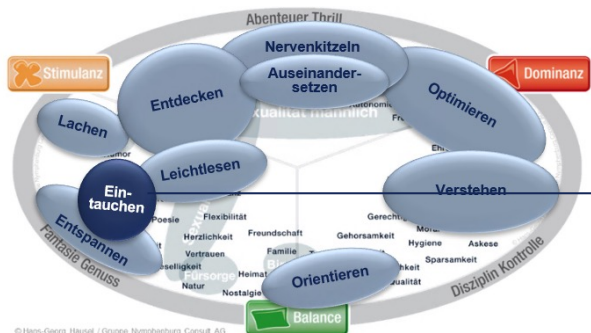 Abenteuer Thrill
Nervenkitzeln
Stimulanz
Auseinander-
setzen
Dominanz
Entdecken
Optimieren
Lachen
Leichtlesen
Ein-
tauchen
Verstehen
Poesie
Flexibilität
Herzlichkeit
Freundschaft
Gehorsamkeit
Hygiene
Askese
Entspannen
Vertrauen
Familie
Sparsamkeit
Heimat
Orientieren
Natur
Nostalgie
Fürsorge
Fantasie Genuss
Disziplin Kontrolle
Balance
© Hans-Georg Häusel / Gruppe Nymphenburg Consult AG